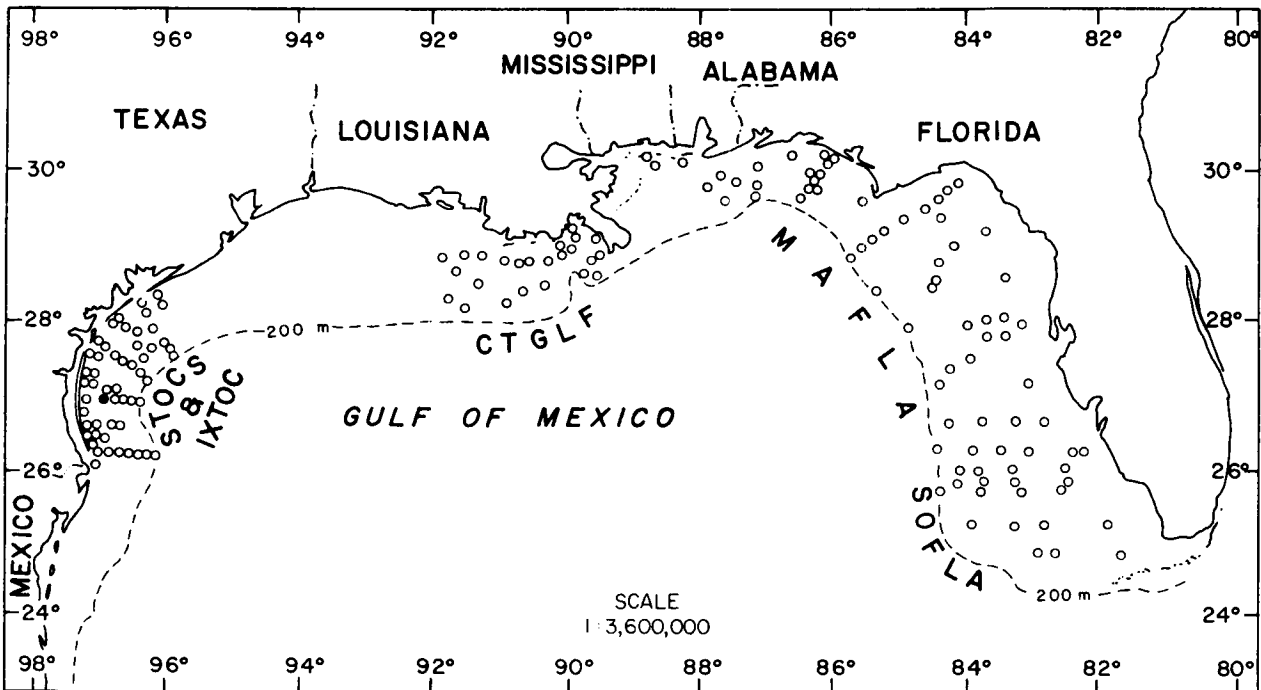 98° 96° 94° 92° 90° 88° 86° 84° 82° 80°
MISSISSIPPI ALABAMA
TEXAS LOUISIANA FLORIDA
30° 30°
28° 28°
200 m
CTGLF
MAFLA
STOCS
&
IXTOC
GULF OF MEXICO
26° 26°
MEXICO
SOFLA
200 m
SCALE
1:3,600,000
24° 24°
98° 96° 94° 92° 90° 88° 86° 84° 82° 80°